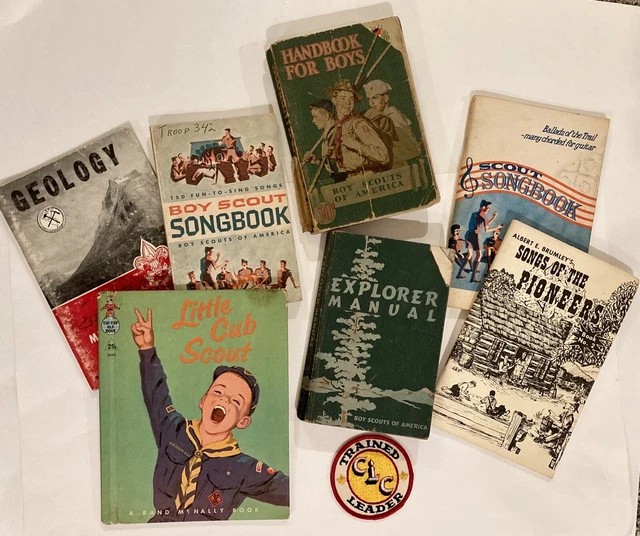 GEOLOGY
TROOP 342
150 FUN-TO-SING SONGS
BOY SCOUT
SONGBOOK
BOY SCOUTS OF AMERICA
HANDBOOK
FOR BOYS
BOY SCOUTS
OF AMERICA
Ballads of the Trail
-many chorded for guitar
SCOUT
SONGBOOK
ALBERT E. BRUMLEY'S
SONGS OF THE
PIONEERS
EXPLORER
MANUAL
BOY SCOUTS OF AMERICA
25¢
Little
Cub
Scout
A RAND MCNALLY BOOK
TRAINED
CLC
LEADER